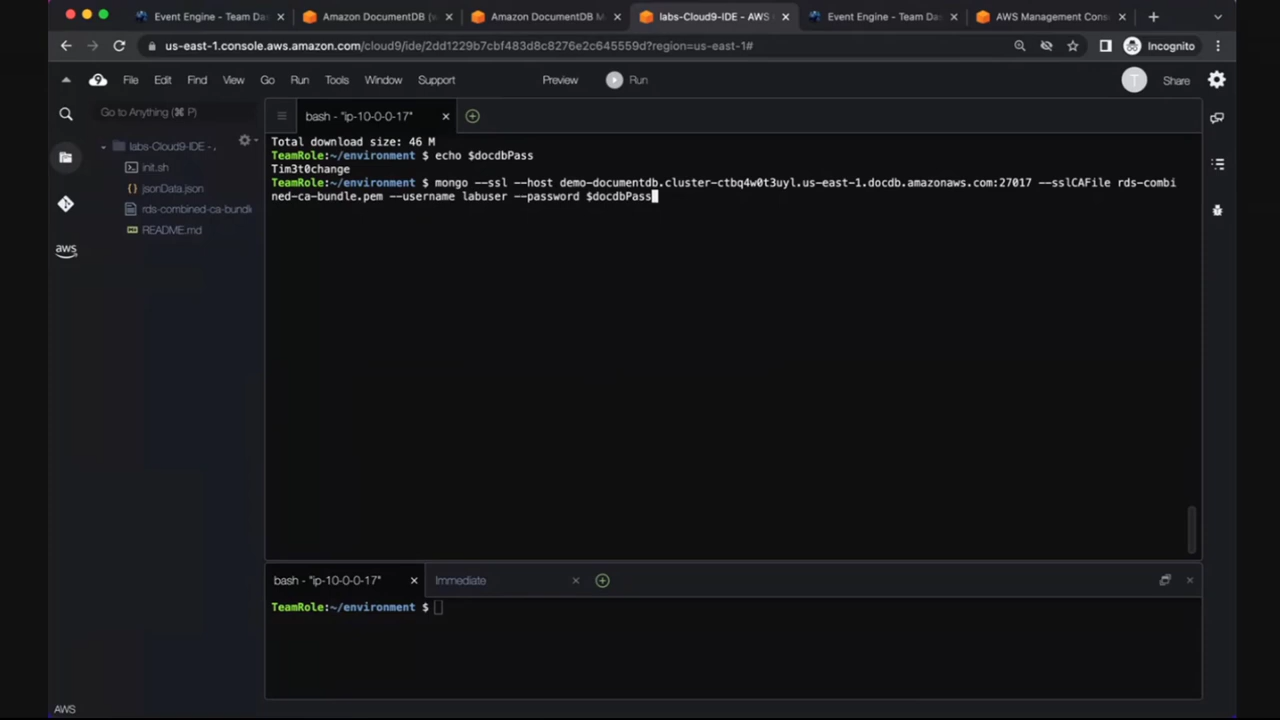 Event Engine - Team Da
Amazon DocumentDB (w
Amazon DocumentDB M
labs-Cloud9-IDE - AWS
Event Engine - Team Da
AWS Management Cons
us-east-1.console.aws.amazon.com/cloud9/ide/2dd1229b7cbf483d8c8276e2c645559d?region=us-east-1#
Incognito
9 File Edit Find View Go Run Tools Window Support Preview Run T Share
Go to Anything (⌘ P)
bash - "ip-10-0-0-17"
labs-Cloud9-IDE - .
init.sh
jsonData.json
rds-combined-ca-bundl
README.md
aws
Total download size: 46 M
TeamRole:~/environment $ echo $docdbPass
Tim3t0change
TeamRole:~/environment $ mongo --ssl --host demo-documentdb.cluster-ctbq4w0t3uyl.us-east-1.docdb.amazonaws.com:27017 --sslCAFile rds-combi
ned-ca-bundle.pem --username labuser --password $docdbPass
bash - "ip-10-0-0-17"
Immediate
TeamRole:~/environment $
AWS